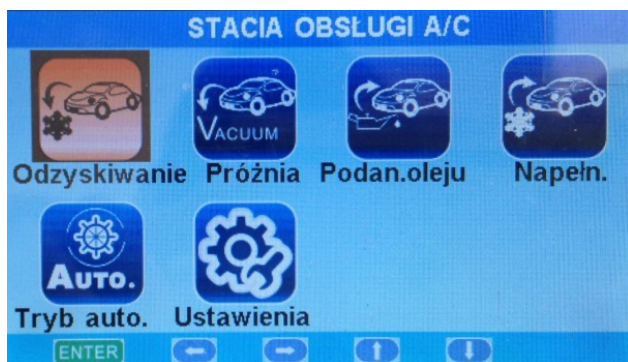 STACIA OBSŁUGI A/C
VACUUM
Odzyskiwanie Próżnia Podan.oleju Napełn.
AUTO.
Tryb auto. Ustawienia
ENTER